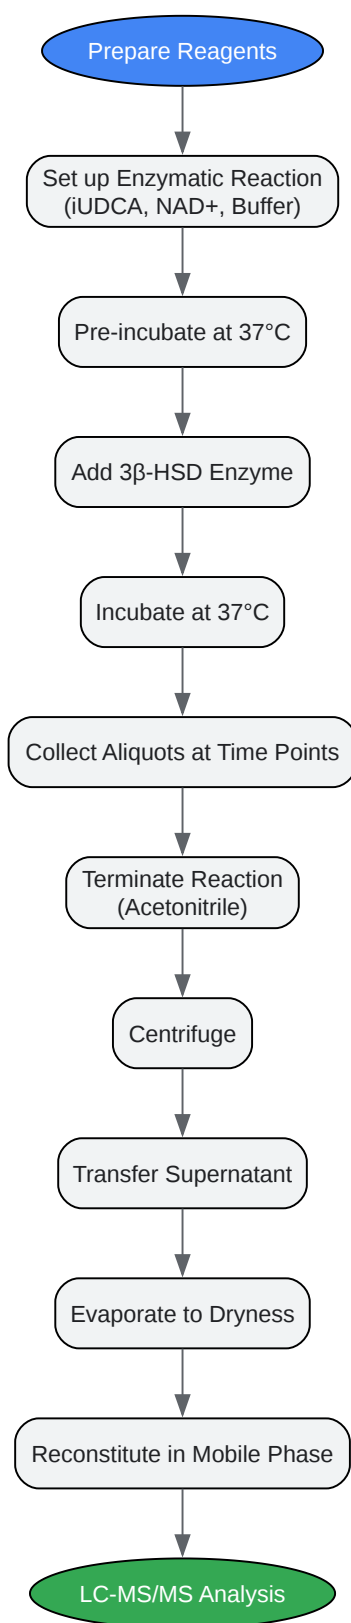 Prepare Reagents
Set up Enzymatic Reaction
(iUDCA, NAD+, Buffer)
Pre-incubate at 37°C
Add 3β-HSD Enzyme
Incubate at 37°C
Collect Aliquots at Time Points
Terminate Reaction
(Acetonitrile)
Centrifuge
Transfer Supernatant
Evaporate to Dryness
Reconstitute in Mobile Phase
LC-MS/MS Analysis